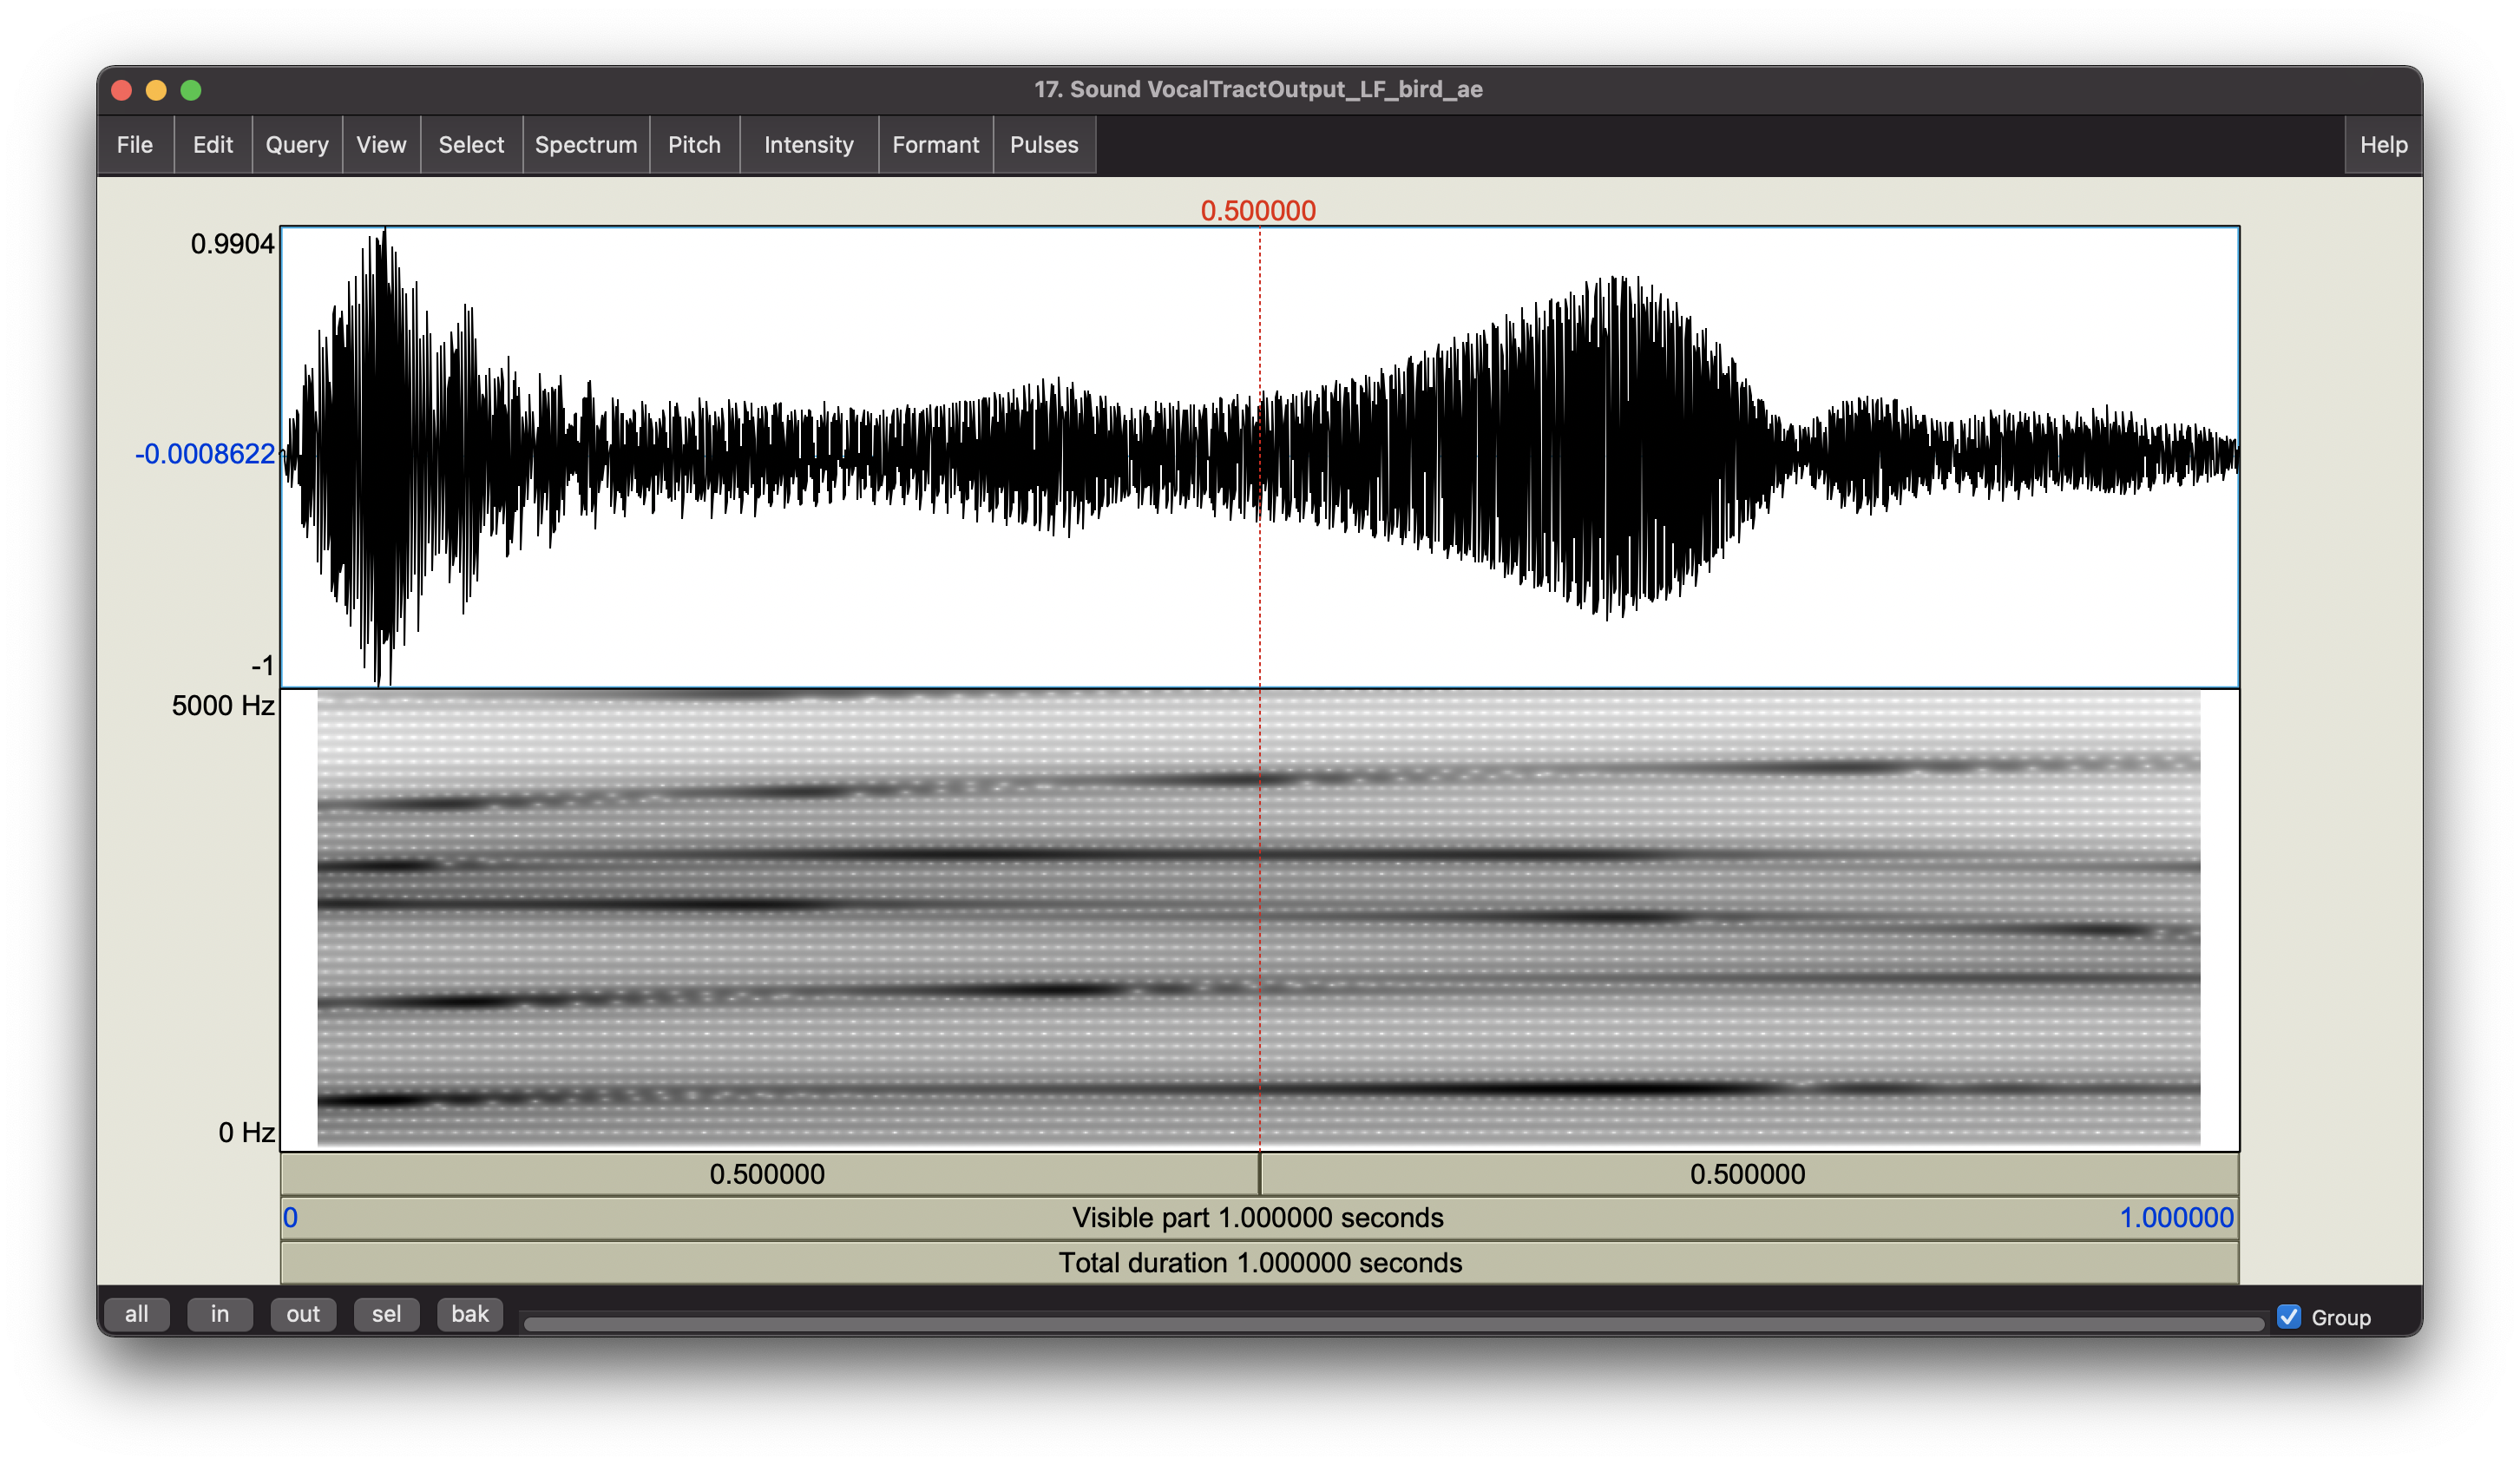 17. Sound VocalTractOutput_LF_bird_ae
File Edit Query View Select Spectrum Pitch Intensity Formant Pulses Help
0.500000
0.9904
-0.0008622
-1
5000 Hz
0 Hz
0.500000 0.500000
0 Visible part 1.000000 seconds 1.000000
Total duration 1.000000 seconds
all in out sel bak Group